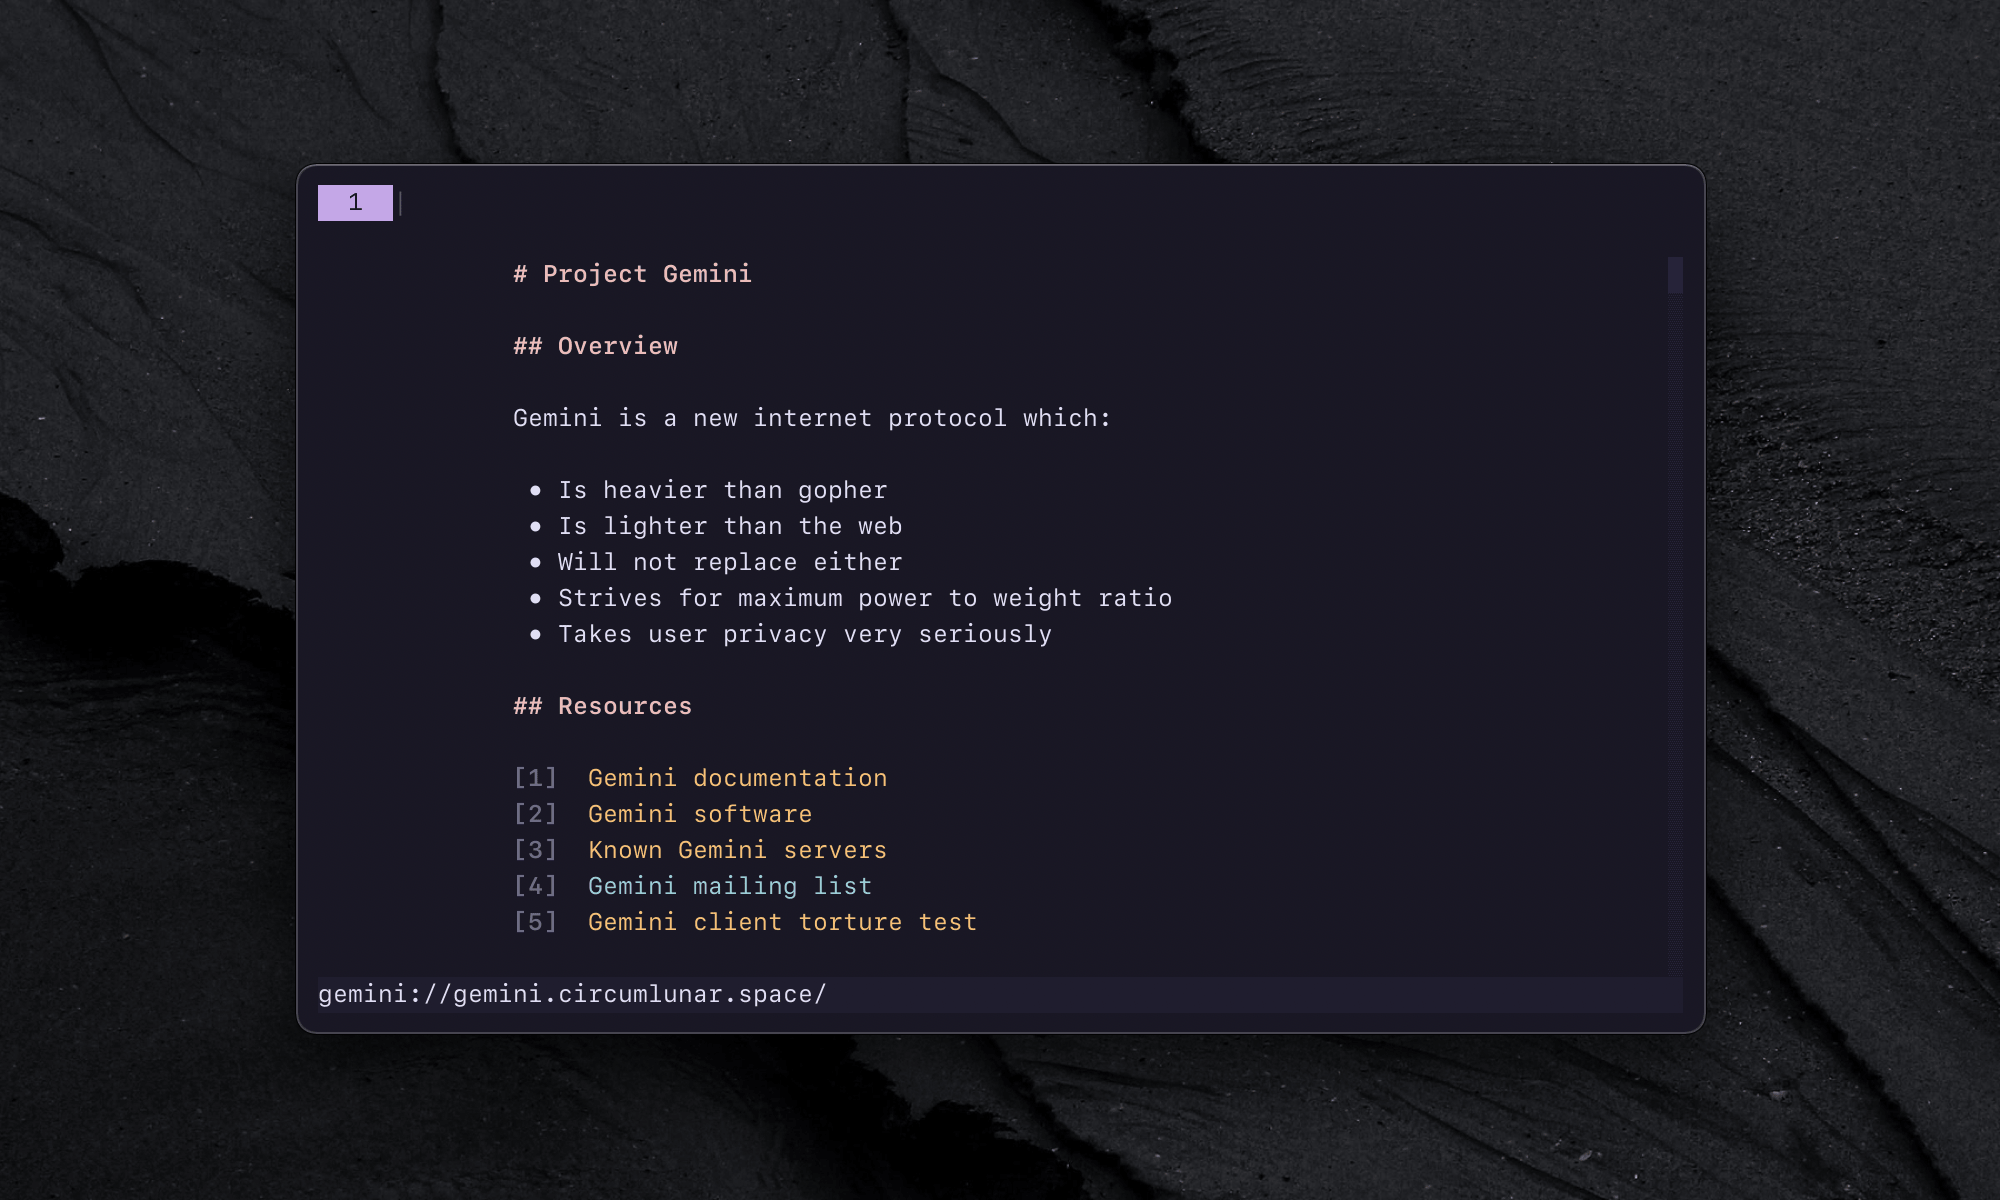 1
# Project Gemini
## Overview
Gemini is a new internet protocol which:
• Is heavier than gopher
• Is lighter than the web
• Will not replace either
• Strives for maximum power to weight ratio
• Takes user privacy very seriously
## Resources
[1] Gemini documentation
[2] Gemini software
[3] Known Gemini servers
[4] Gemini mailing list
[5] Gemini client torture test
gemini://gemini.circumlunar.space/